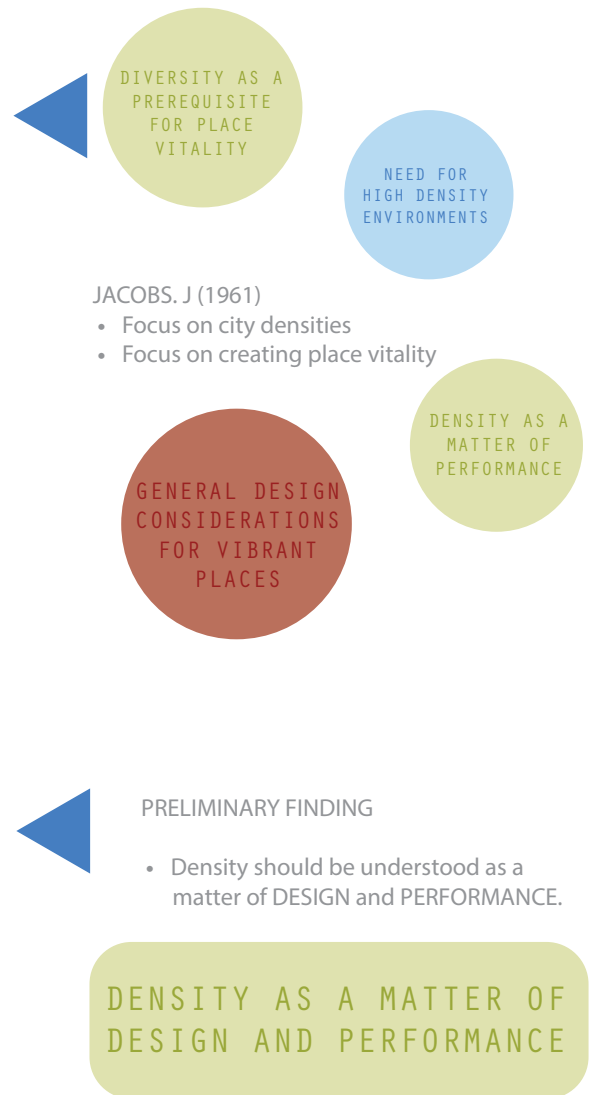 DIVERSITY AS A
PREREQUISITE
FOR PLACE
VITALITY
NEED FOR
HIGH DENSITY
ENVIRONMENTS
JACOBS. J (1961)
• Focus on city densities
• Focus on creating place vitality
DENSITY AS A
MATTER OF
PERFORMANCE
GENERAL DESIGN
CONSIDERATIONS
FOR VIBRANT
PLACES
PRELIMINARY FINDING
• Density should be understood as a
matter of DESIGN and PERFORMANCE.
DENSITY AS A MATTER OF
DESIGN AND PERFORMANCE